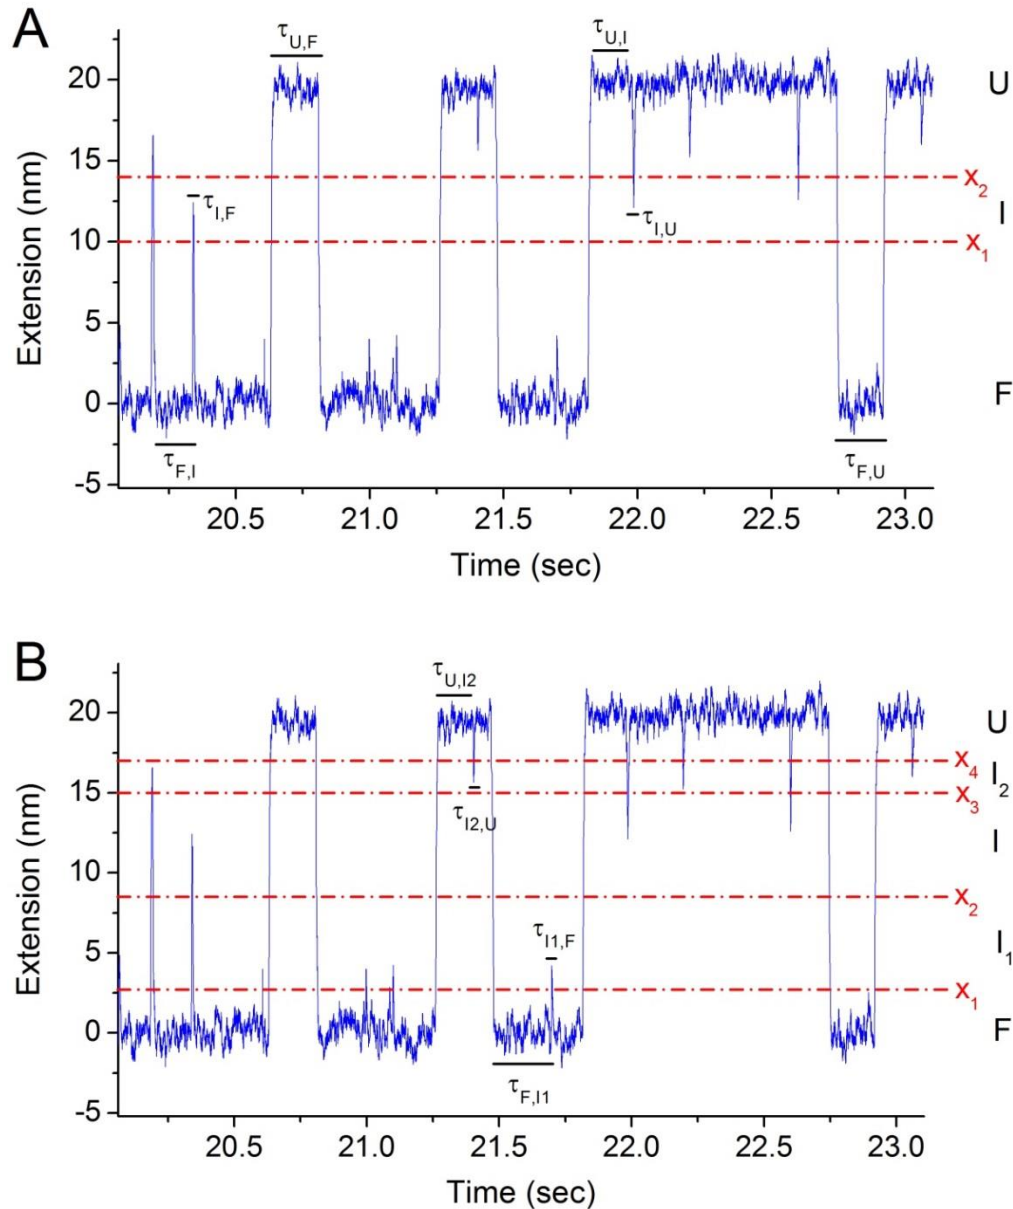 A
Extension (nm)
20
15
10
5
0
-5
τU,F
τU,I
τI,F
τI,U
τF,I
τF,U
U
x2
I
x1
F
20.5 21.0 21.5 22.0 22.5 23.0
Time (sec)
B
Extension (nm)
20
15
10
5
0
-5
τU,I2
τI2,U
τI1,F
τF,I1
U
x4
I2
x3
I
x2
I1
x1
F
20.5 21.0 21.5 22.0 22.5 23.0
Time (sec)